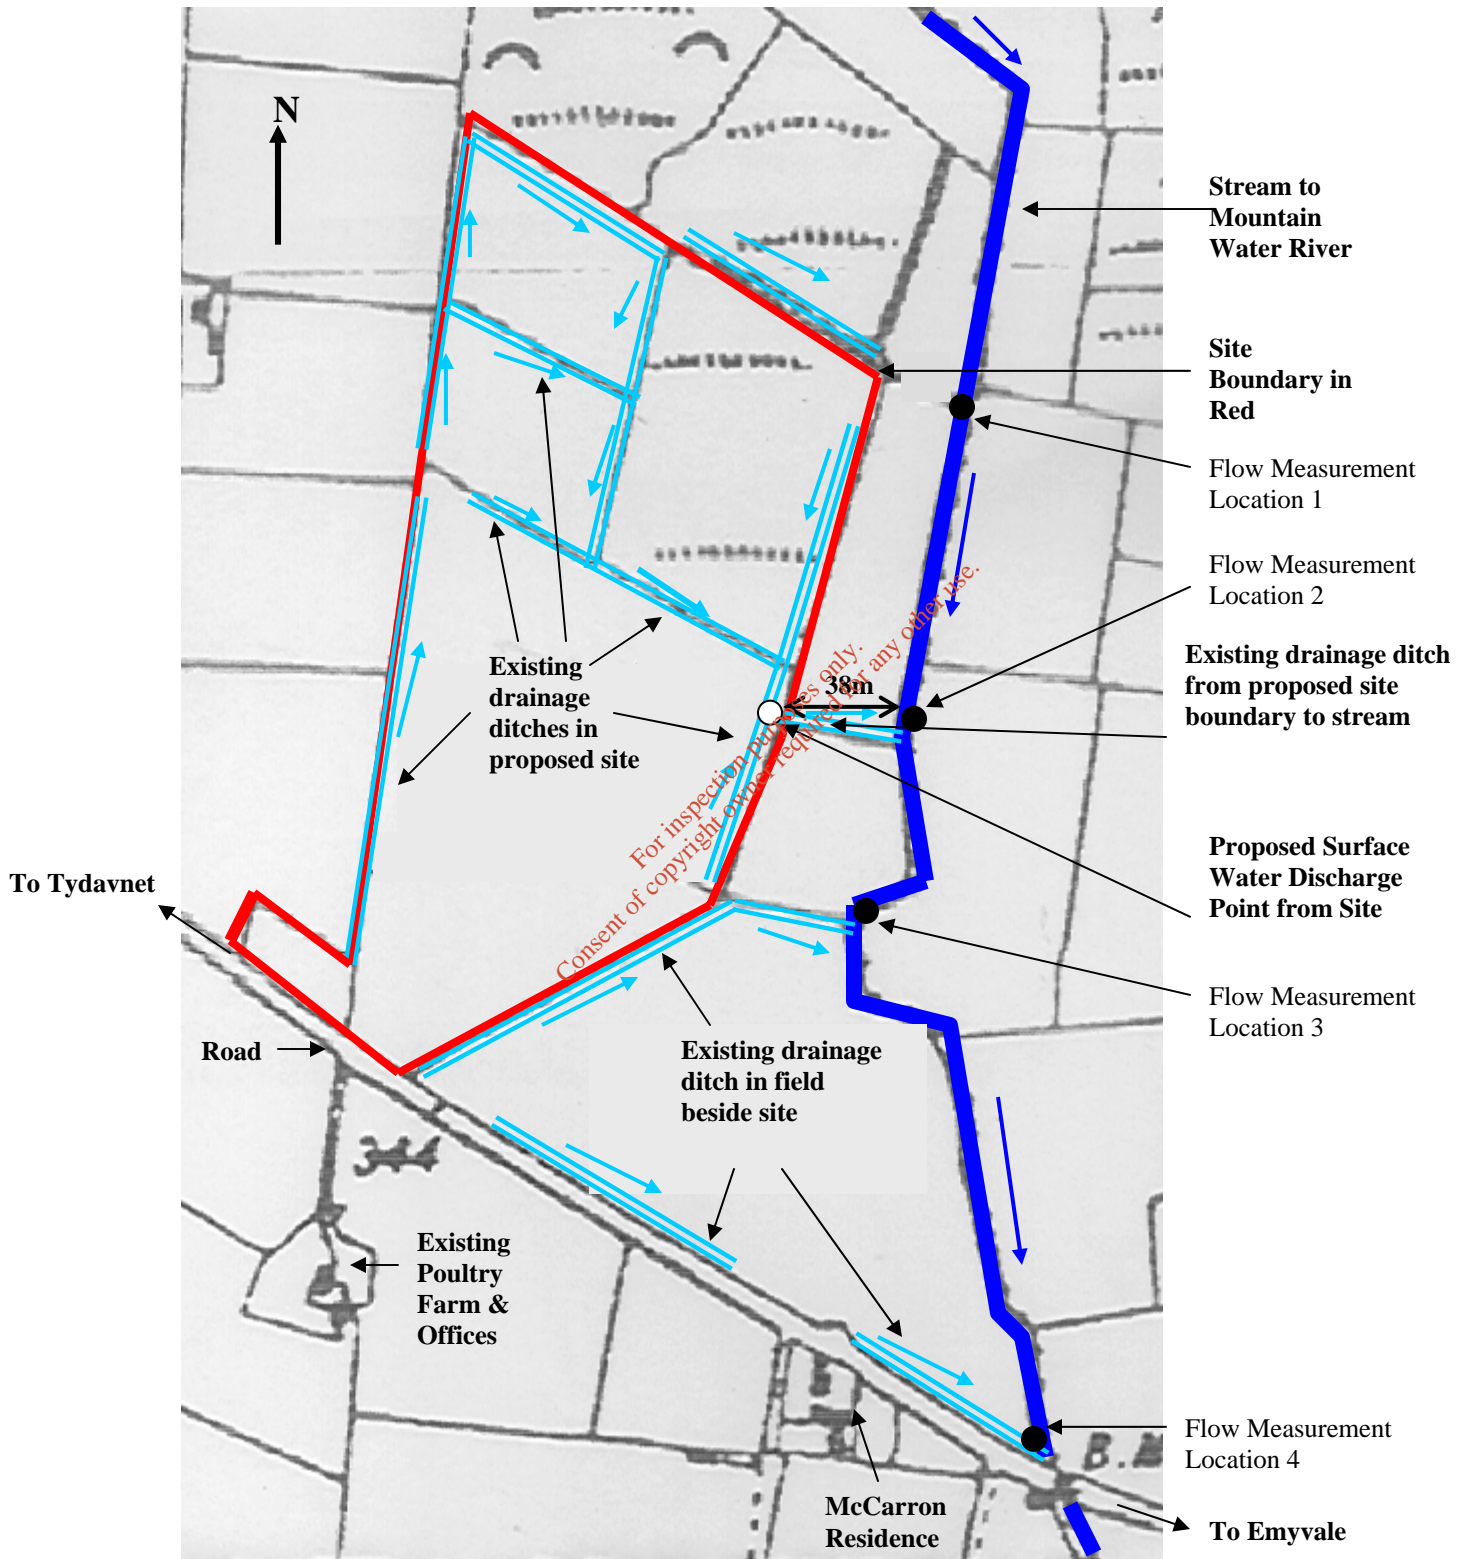 N
Stream to
Mountain
Water River
Site
Boundary in
Red
Flow Measurement
Location 1
Flow Measurement
Location 2
Existing drainage ditch
from proposed site
boundary to stream
38m
Existing
drainage
ditches in
proposed site
For inspection purposes only.
Consent of copyright owner required for any other use.
Proposed Surface
Water Discharge
Point from Site
To Tydavnet
Flow Measurement
Location 3
Road
Existing drainage
ditch in field
beside site
Existing
Poultry
Farm &
Offices
Flow Measurement
Location 4
B.M
McCarron
Residence
To Emyvale